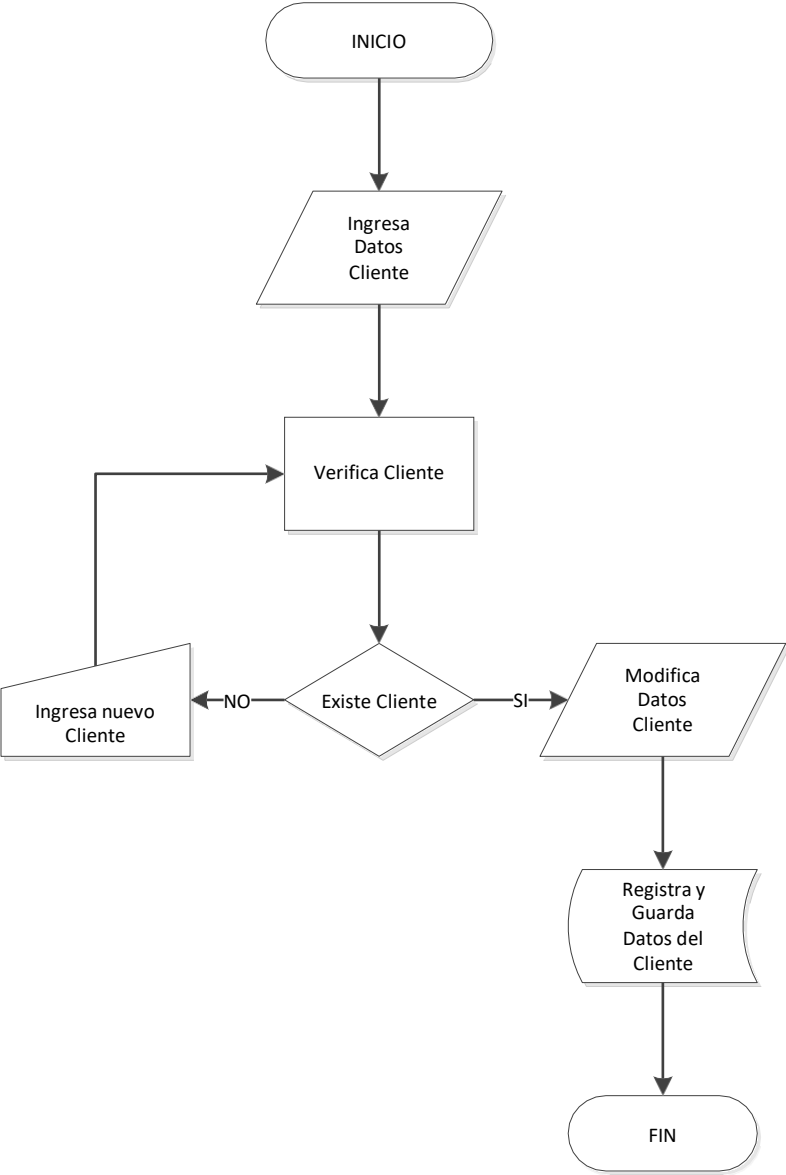 INICIO
Ingresa
Datos
Cliente
Verifica Cliente
Existe Cliente
NO
SI
Ingresa nuevo
Cliente
Modifica
Datos
Cliente
Registra y
Guarda
Datos del
Cliente
FIN